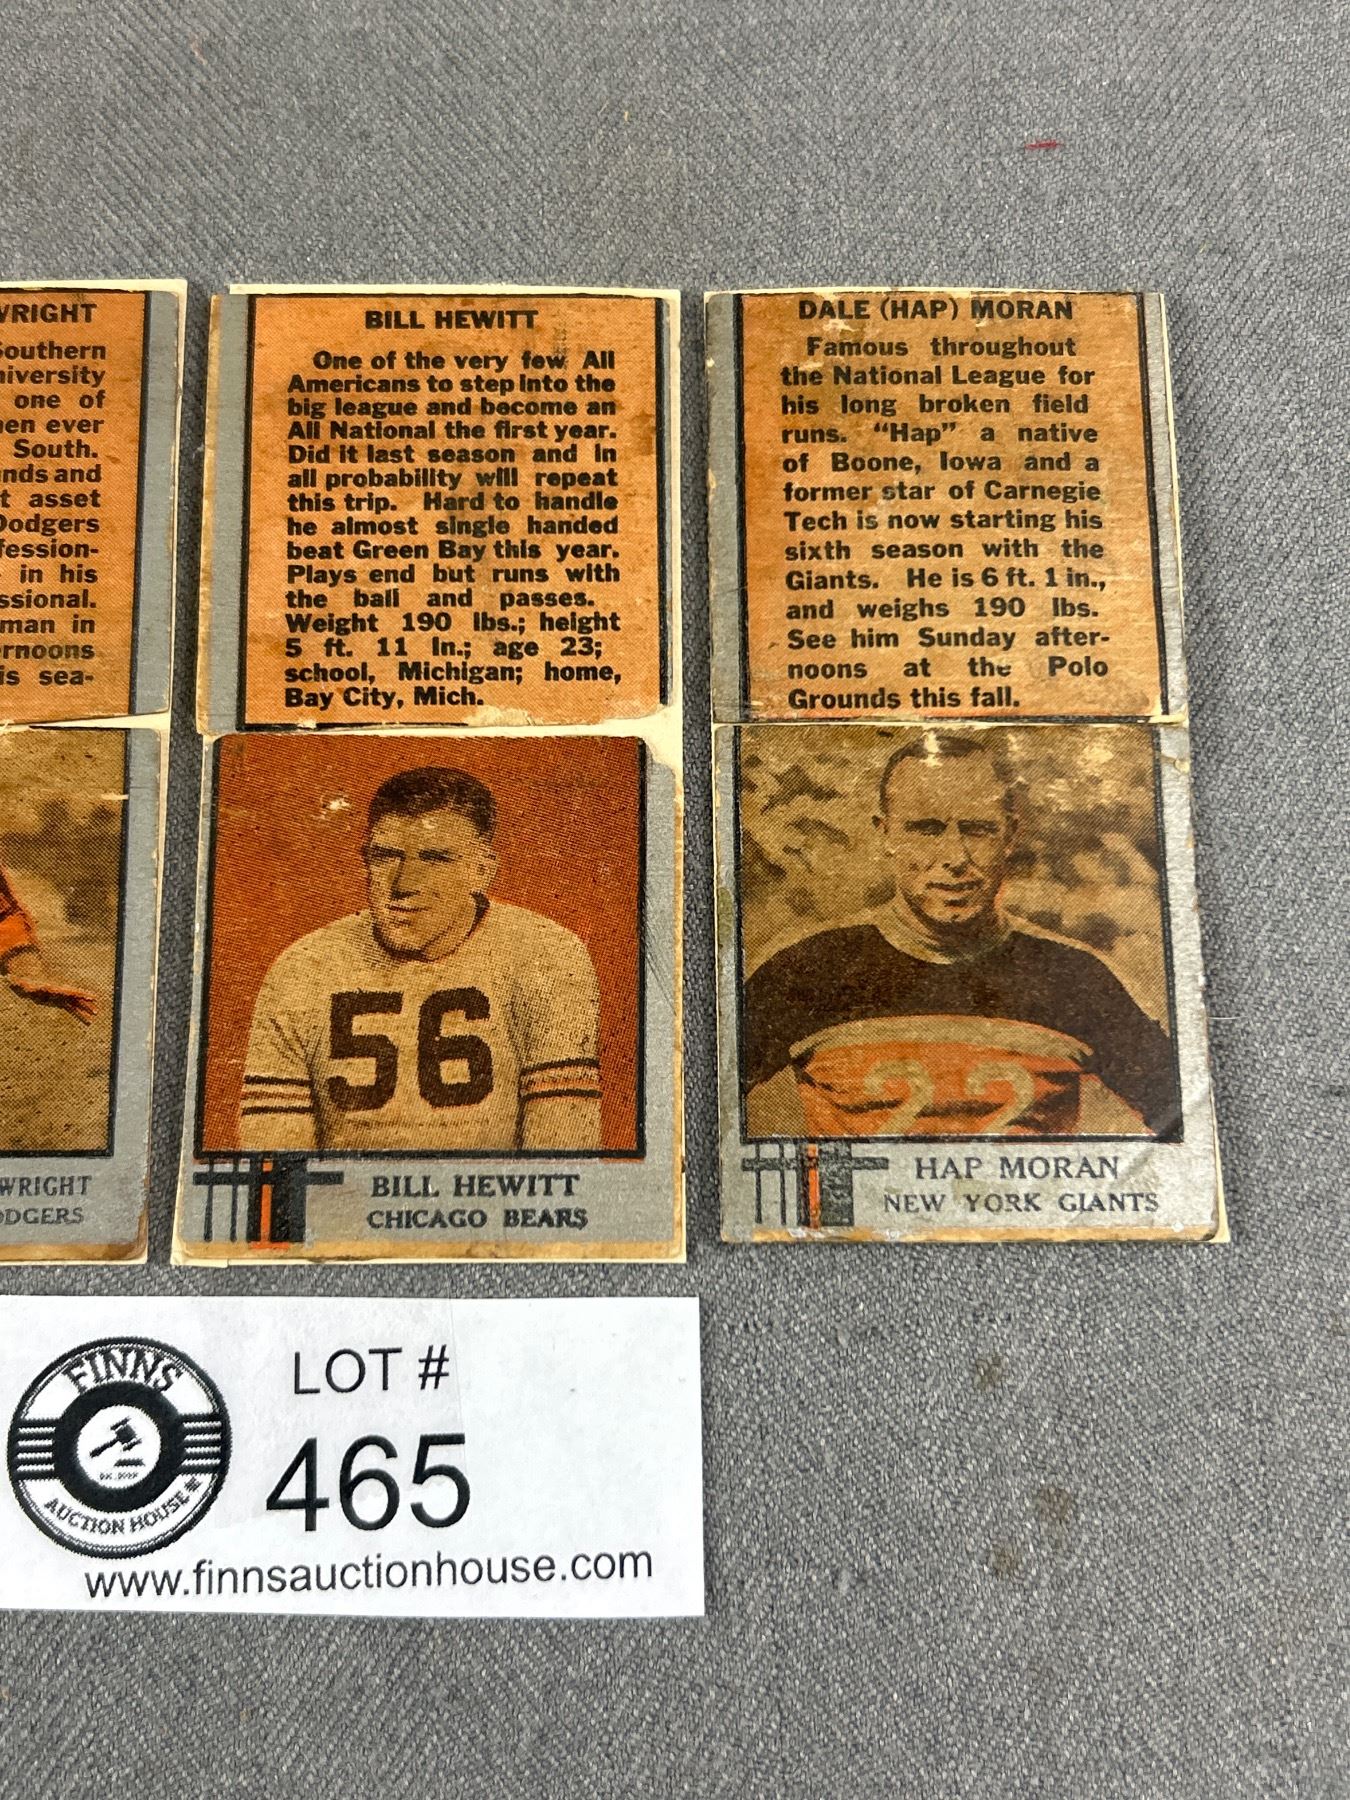 WRIGHT
Southern
niversity
one of
en ever
South.
nds and
t asset
Dodgers
fession-
in his
ssional.
man in
ernoons
is sea-
WRIGHT
ODGERS
BILL HEWITT
One of the very few All
Americans to step into the
big league and become an
All National the first year.
Did it last season and in
all probability will repeat
this trip. Hard to handle
he almost single handed
beat Green Bay this year.
Plays end but runs with
the ball and passes.
Weight 190 lbs.; height
5 ft. 11 In.; age 23;
school, Michigan; home,
Bay City, Mich.
56
BILL HEWITT
CHICAGO BEARS
DALE (HAP) MORAN
Famous throughout
the National League for
his long broken field
runs. "Hap" a native
of Boone, Iowa and a
former star of Carnegie
Tech is now starting his
sixth season with the
Giants. He is 6 ft. 1 in.,
and weighs 190 lbs.
See him Sunday after-
noons at the Polo
Grounds this fall.
22
HAP MORAN
NEW YORK GIANTS
FINNS
AUCTION HOUSE
LOT #
465
www.finnsauctionhouse.com